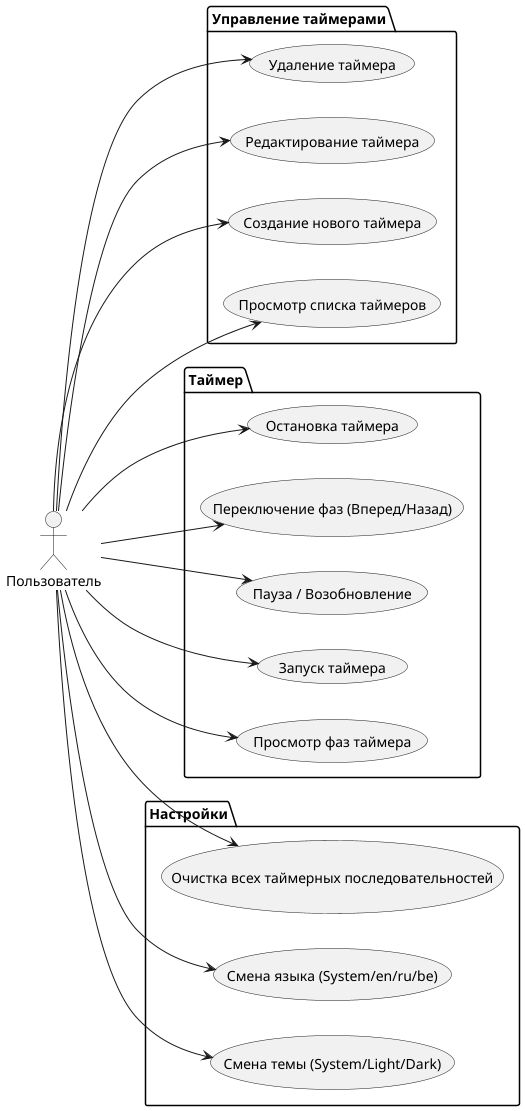 Управление таймерами
Удаление таймера
Редактирование таймера
Создание нового таймера
Просмотр списка таймеров
Таймер
Остановка таймера
Переключение фаз (Вперед/Назад)
Пользователь
Пауза / Возобновление
Запуск таймера
Просмотр фаз таймера
Настройки
Очистка всех таймерных последовательностей
Смена языка (System/en/ru/be)
Смена темы (System/Light/Dark)